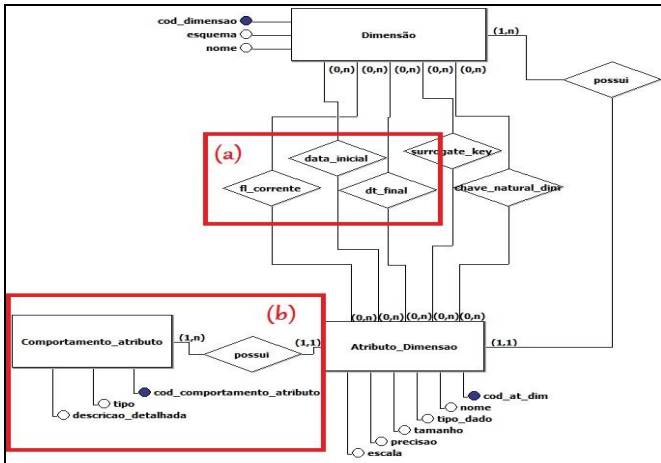 cod_dimensao
esquema
nome
Dimensão
(1,n)
possui
(0,n) (0,n) (0,n) (0,n) (0,n)
(a)
data_inicial
surrogate_key
fl_corrente
dt_final
chave_natural_dim
(b)
(0,n) (0,n) (0,n) (0,n) (0,n)
Comportamento_atributo
(1,n)
possui
(1,1)
Atributo_Dimensao
(1,1)
cod_comportamento_atributo
tipo
descricao_detalhada
cod_at_dim
nome
tipo_dado
tamanho
precisao
escala